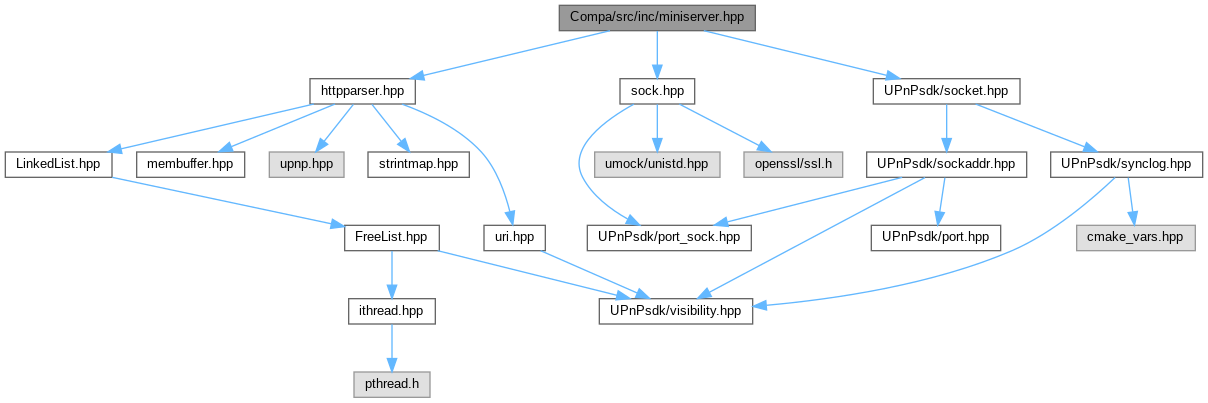 Compa/src/inc/miniserver.hpp
httpparser.hpp
sock.hpp
UPnPsdk/socket.hpp
LinkedList.hpp
membuffer.hpp
upnp.hpp
strintmap.hpp
umock/unistd.hpp
openssl/ssl.h
UPnPsdk/sockaddr.hpp
UPnPsdk/synclog.hpp
FreeList.hpp
uri.hpp
UPnPsdk/port_sock.hpp
UPnPsdk/port.hpp
cmake_vars.hpp
ithread.hpp
UPnPsdk/visibility.hpp
pthread.h